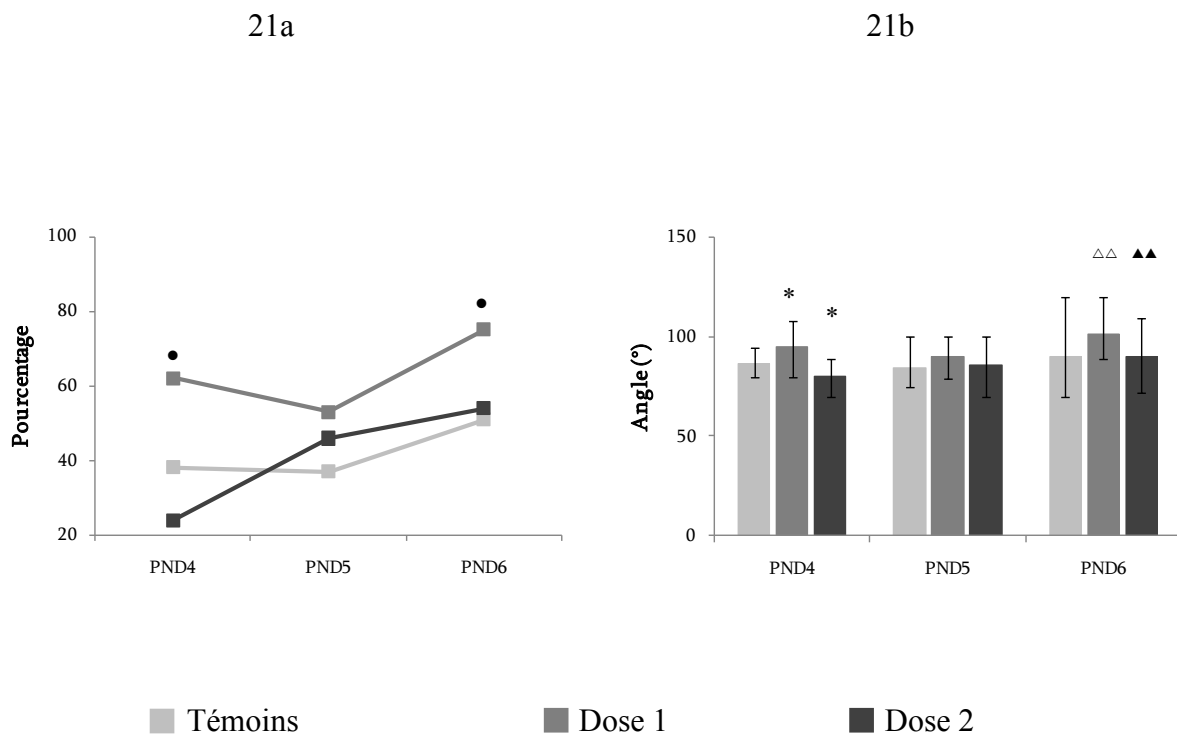 21a
21b
Pourcentage
100
80
60
40
20
PND4
PND5
PND6
Angle (°)
150
100
50
0
* *
△△ ▲▲
PND4
PND5
PND6
Témoins
Dose 1
Dose 2